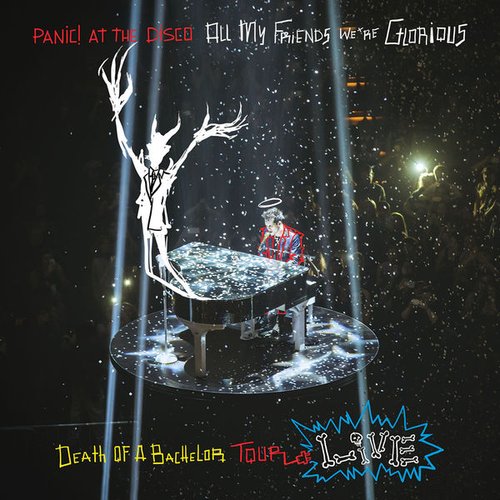 PANiC! AT THE DiSCO ALL MY FRiENDS WE'RE GLORiOUS
DEATH OF A BACHELOR TOUR LiVE